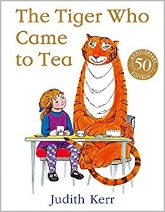 The Tiger Who
Came to Tea
50
Judith Kerr